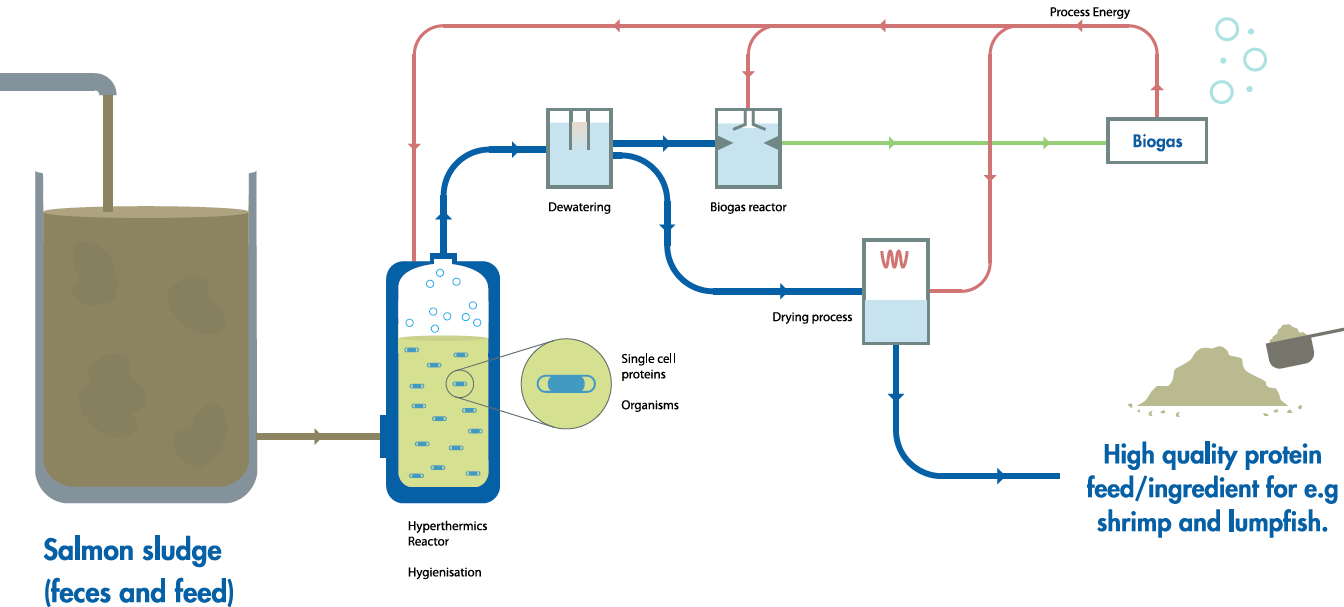 Process Energy
Biogas
Dewatering
Biogas reactor
Drying process
Single cell
proteins
Organisms
High quality protein
feed/ingredient for e.g
shrimp and lumpfish.
Hyperthermics
Reactor
Hygienisation
Salmon sludge
(feces and feed)